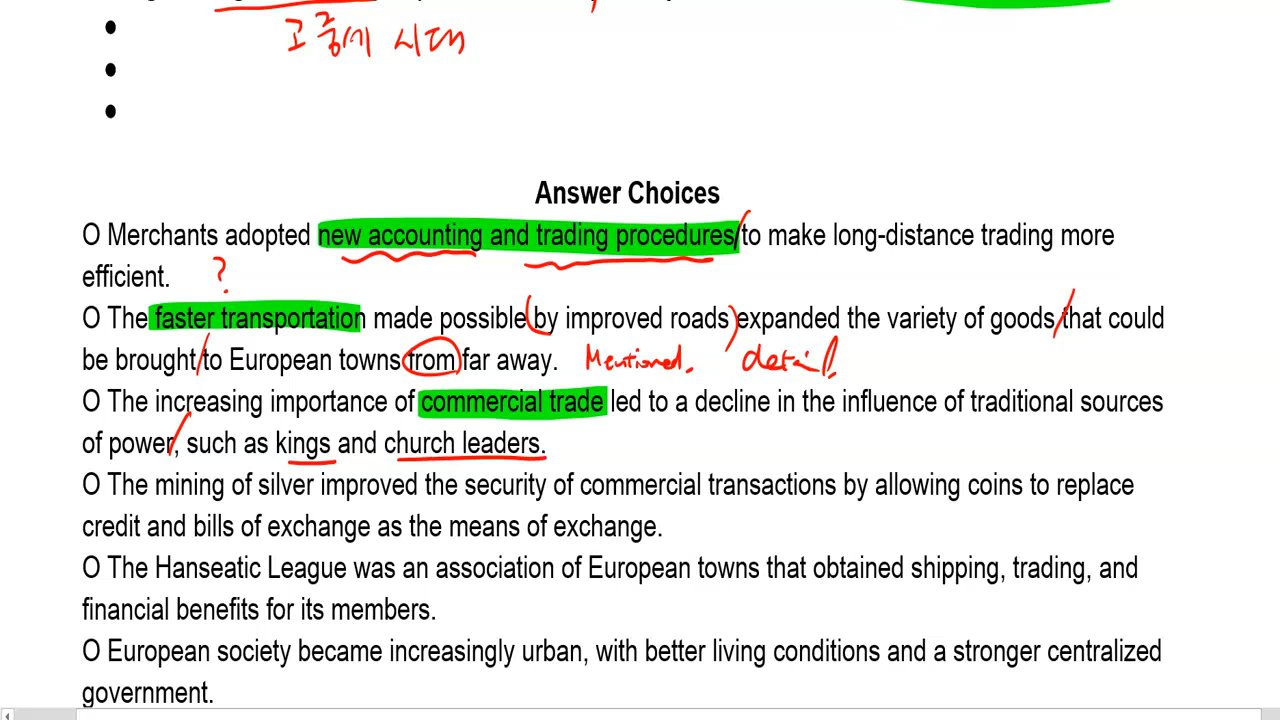 고중세 시대
•
•
•
Answer Choices
O Merchants adopted new accounting and trading procedures to make long-distance trading more
efficient.
?
O The faster transportation made possible by improved roads expanded the variety of goods that could
be brought to European towns from far away. Mentioned. detail!
O The increasing importance of commercial trade led to a decline in the influence of traditional sources
of power, such as kings and church leaders.
O The mining of silver improved the security of commercial transactions by allowing coins to replace
credit and bills of exchange as the means of exchange.
O The Hanseatic League was an association of European towns that obtained shipping, trading, and
financial benefits for its members.
O European society became increasingly urban, with better living conditions and a stronger centralized
government.